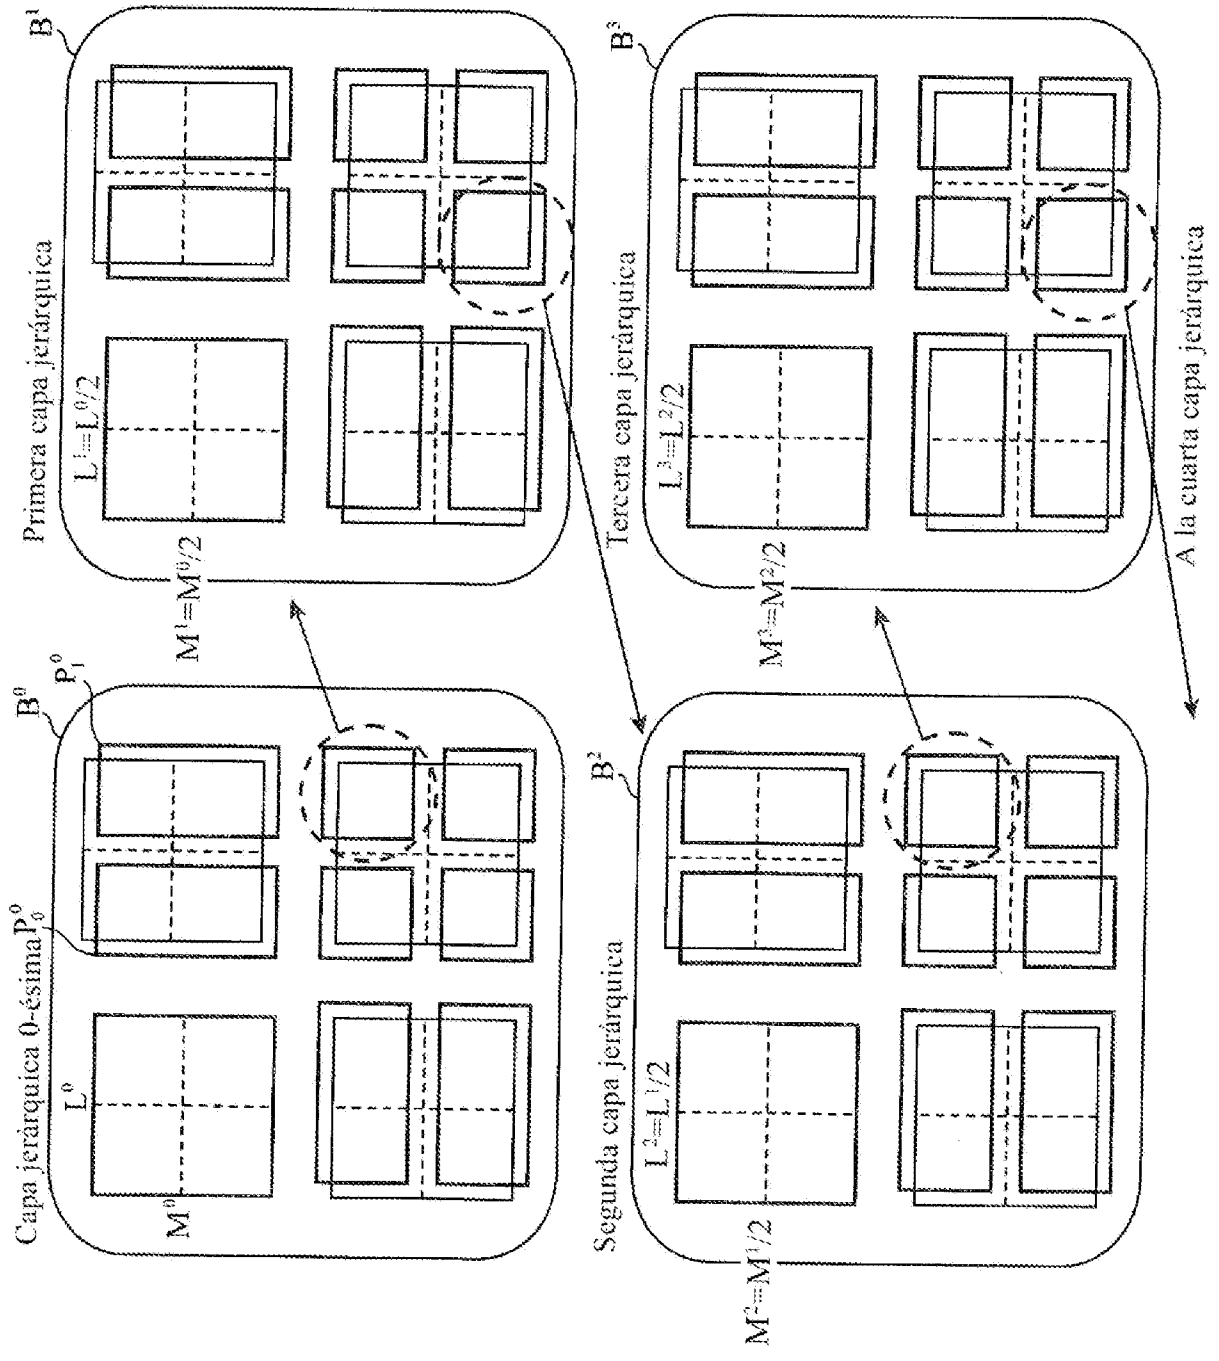 Capa jerárquica 0-ésima
B⁰
L⁰
M⁰
P₀⁰
P₁⁰
Primera capa jerárquica
B¹
L¹=L⁰/2
M¹=M⁰/2
Segunda capa jerárquica
B²
L²=L¹/2
M²=M¹/2
Tercera capa jerárquica
B³
L³=L²/2
M³=M²/2
A la cuarta capa jerárquica